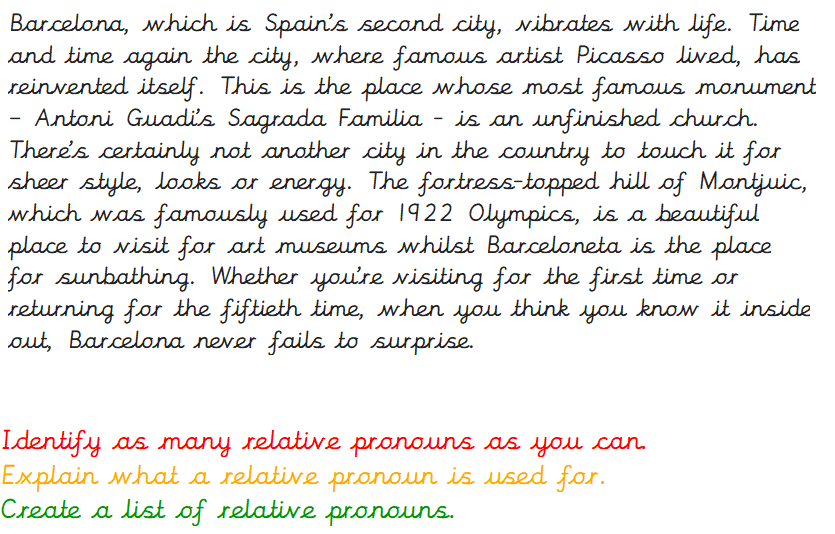 Barcelona, which is Spain's second city, vibrates with life. Time
and time again the city, where famous artist Picasso lived, has
reinvented itself. This is the place whose most famous monument
– Antoni Guadi's Sagrada Familia - is an unfinished church.
There's certainly not another city in the country to touch it for
sheer style, looks or energy. The fortress-topped hill of Montjuic,
which was famously used for 1922 Olympics, is a beautiful
place to visit for art museums whilst Barceloneta is the place
for sunbathing. Whether you're visiting for the first time or
returning for the fiftieth time, when you think you know it inside
out, Barcelona never fails to surprise.
Identify as many relative pronouns as you can.
Explain what a relative pronoun is used for.
Create a list of relative pronouns.